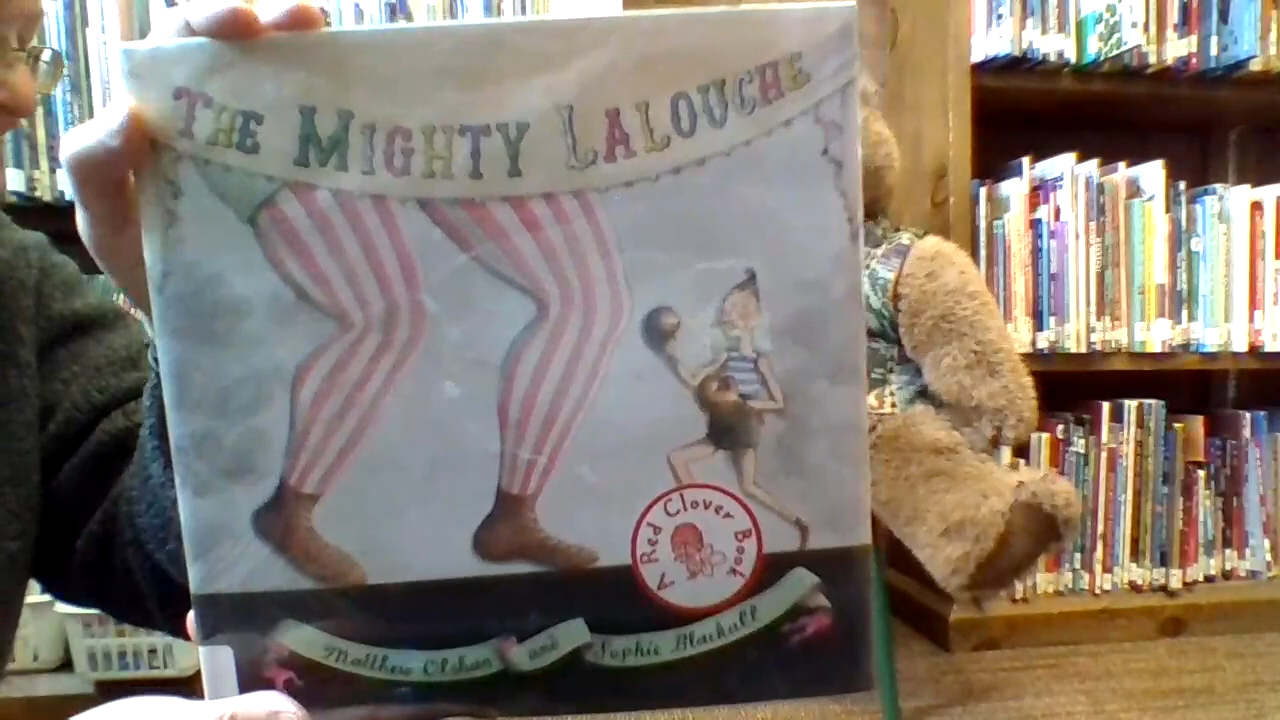 THE MIGHTY LALOUCHE
A Red Clover Book
Matthew Olshan and Sophie Blackall